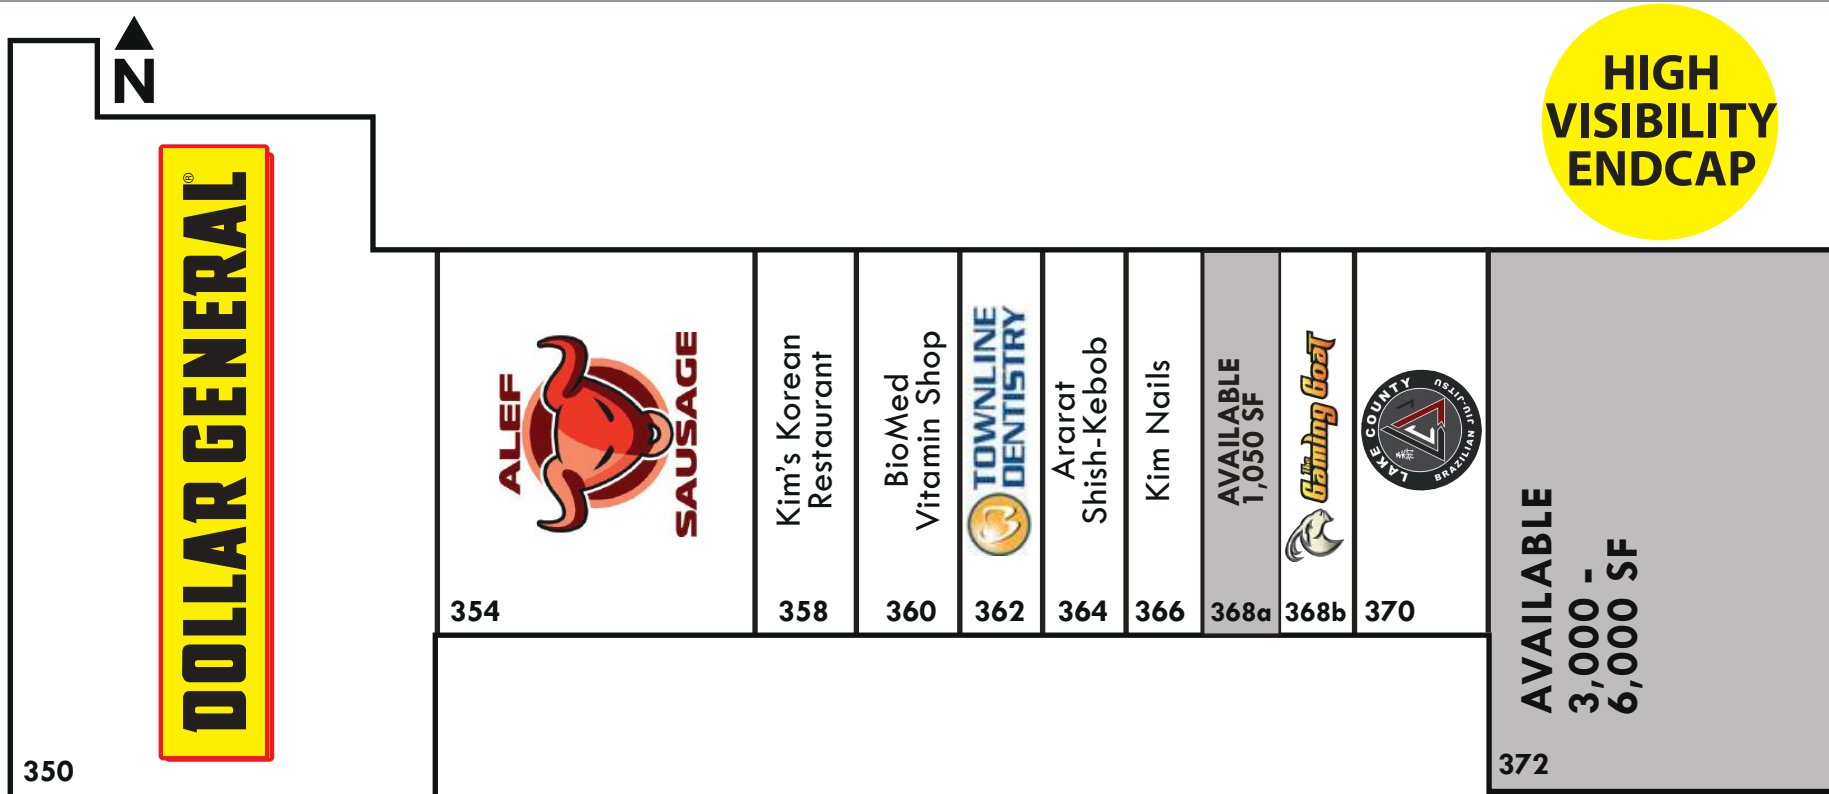 N
HIGH
VISIBILITY
ENDCAP
DOLLAR GENERAL®
350
ALEF
SAUSAGE
354
Kim's Korean
Restaurant
358
BioMed
Vitamin Shop
360
TOWNLINE
DENTISTRY
362
Ararat
Shish-Kebob
364
Kim Nails
366
AVAILABLE
1,050 SF
368a
The Gaming Goat
368b
LAKE COUNTY
BRAZILIAN JIU-JITSU
370
AVAILABLE
3,000 -
6,000 SF
372